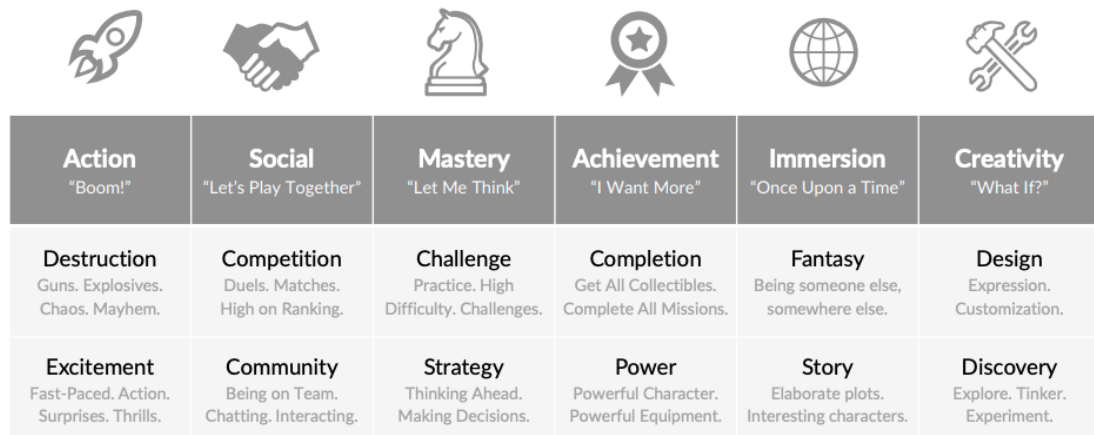 Action
"Boom!"
Social
"Let's Play Together"
Mastery
"Let Me Think"
Achievement
"I Want More"
Immersion
"Once Upon a Time"
Creativity
"What If?"
Destruction
Guns. Explosives.
Chaos. Mayhem.
Competition
Duels. Matches.
High on Ranking.
Challenge
Practice. High
Difficulty. Challenges.
Completion
Get All Collectibles.
Complete All Missions.
Fantasy
Being someone else,
somewhere else.
Design
Expression.
Customization.
Excitement
Fast-Paced. Action.
Surprises. Thrills.
Community
Being on Team.
Chatting. Interacting.
Strategy
Thinking Ahead.
Making Decisions.
Power
Powerful Character.
Powerful Equipment.
Story
Elaborate plots.
Interesting characters.
Discovery
Explore. Tinker.
Experiment.